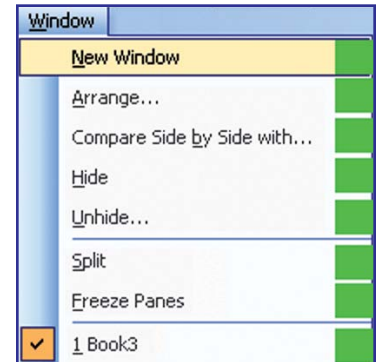 Window
New Window
Arrange...
Compare Side by Side with...
Hide
Unhide...
Split
Freeze Panes
1 Book3